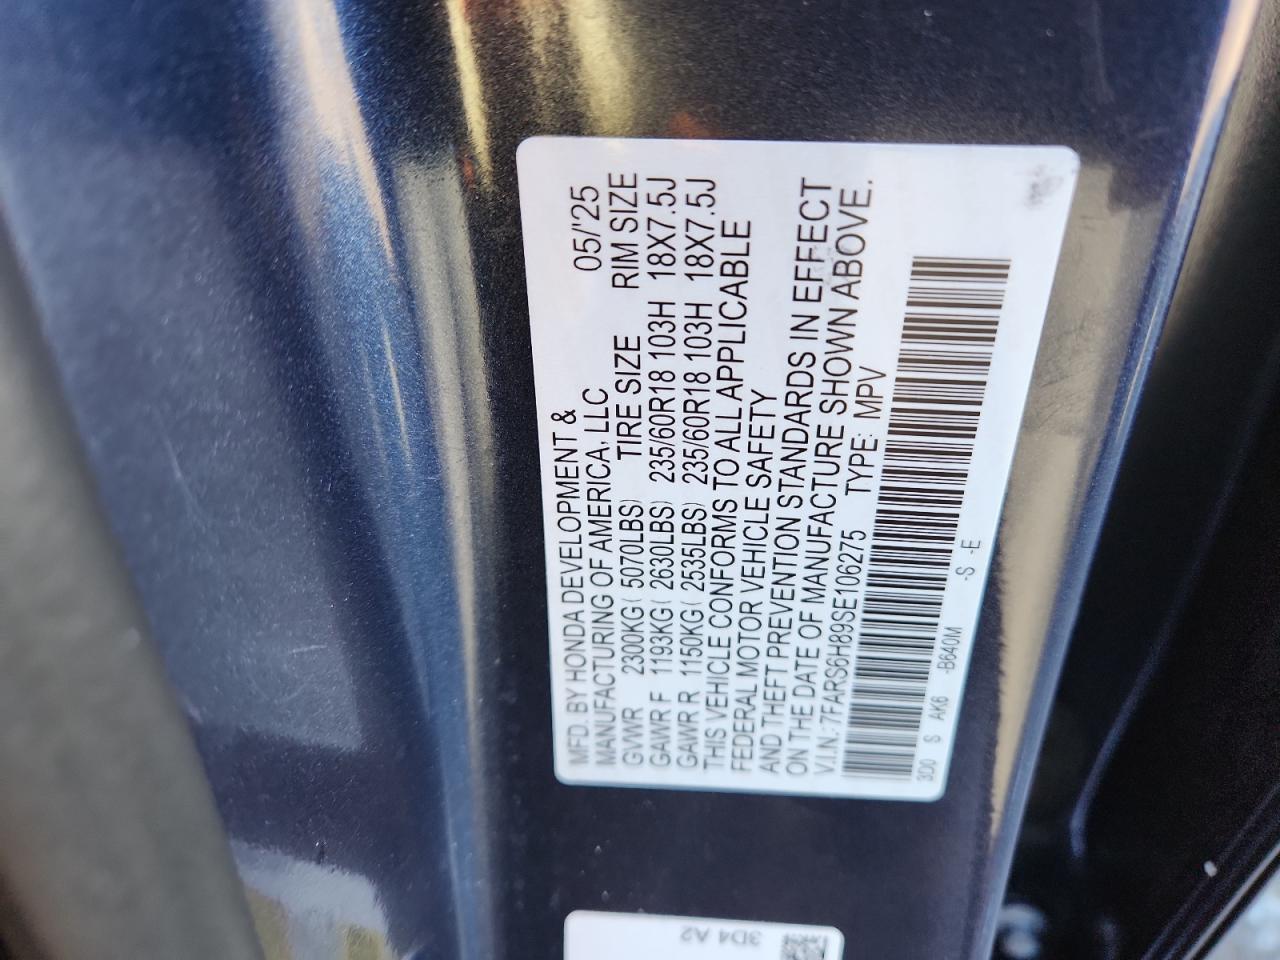 MFD. BY HONDA DEVELOPMENT &
MANUFACTURING OF AMERICA, LLC 05/'25
GVWR 2300KG( 5070LBS) TIRE SIZE RIM SIZE
GAWR F 1193KG( 2630LBS) 235/60R18 103H 18X7.5J
GAWR R 1150KG( 2535LBS) 235/60R18 103H 18X7.5J
THIS VEHICLE CONFORMS TO ALL APPLICABLE
FEDERAL MOTOR VEHICLE SAFETY
AND THEFT PREVENTION STANDARDS IN EFFECT
ON THE DATE OF MANUFACTURE SHOWN ABOVE.
V.I.N.:7FARS6H89SE106275 TYPE: MPV
3D0 S AK6 -B640M -S -E
3D4 A2